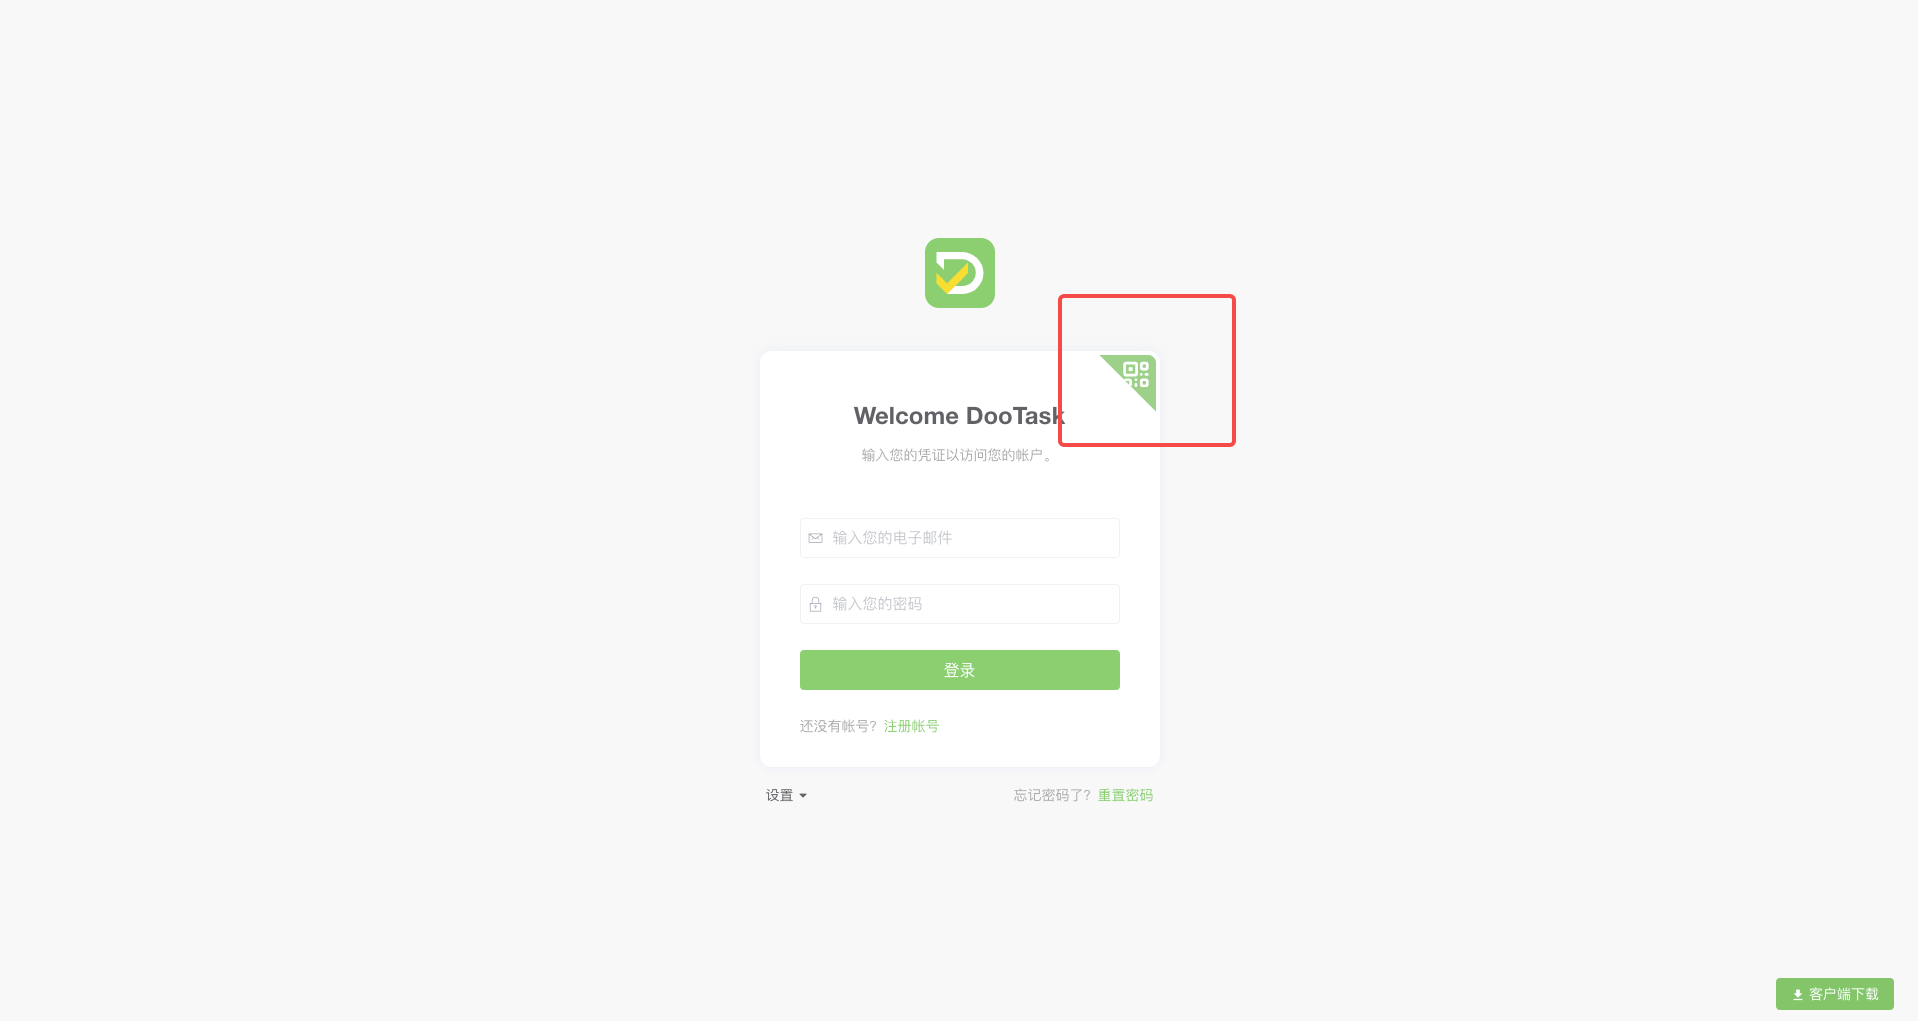 Welcome DooTask
输入您的凭证以访问您的帐户。
输入您的电子邮件
输入您的密码
登录
还没有帐号? 注册帐号
设置
忘记密码了? 重置密码
客户端下载